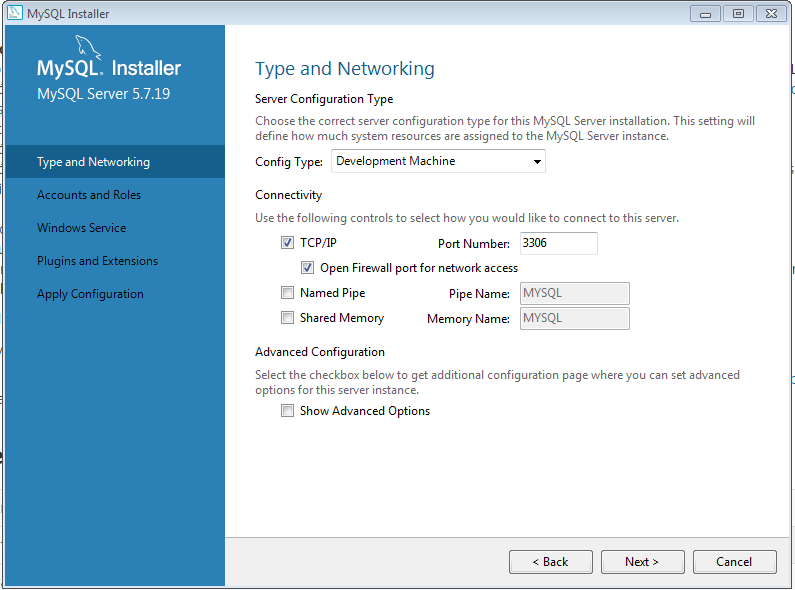 MySQL Installer
MySQL. Installer
MySQL Server 5.7.19
Type and Networking
Accounts and Roles
Windows Service
Plugins and Extensions
Apply Configuration
Type and Networking
Server Configuration Type
Choose the correct server configuration type for this MySQL Server installation. This setting will
define how much system resources are assigned to the MySQL Server instance.
Config Type: Development Machine
Connectivity
Use the following controls to select how you would like to connect to this server.
TCP/IP Port Number: 3306
Open Firewall port for network access
Named Pipe Pipe Name: MYSQL
Shared Memory Memory Name: MYSQL
Advanced Configuration
Select the checkbox below to get additional configuration page where you can set advanced
options for this server instance.
Show Advanced Options
< Back Next > Cancel